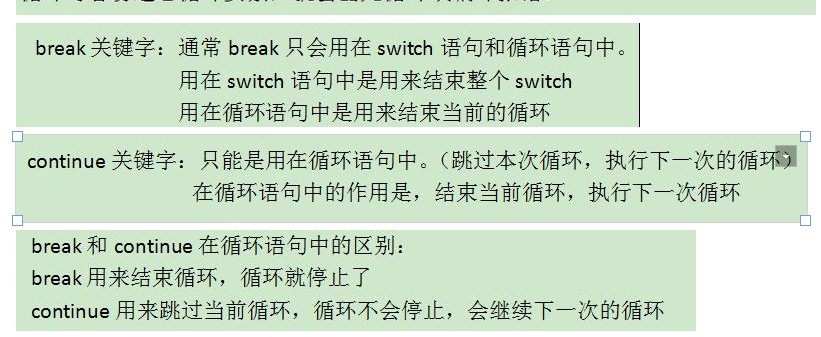 break 关键字：通常 break 只会用在 switch 语句和循环语句中。
用在 switch 语句中是用来结束整个 switch
用在循环语句中是用来结束当前的循环
continue 关键字：只能是用在循环语句中。（跳过本次循环，执行下一次的循环）
在循环语句中的作用是，结束当前循环，执行下一次循环
break 和 continue 在循环语句中的区别：
break 用来结束循环，循环就停止了
continue 用来跳过当前循环，循环不会停止，会继续下一次的循环